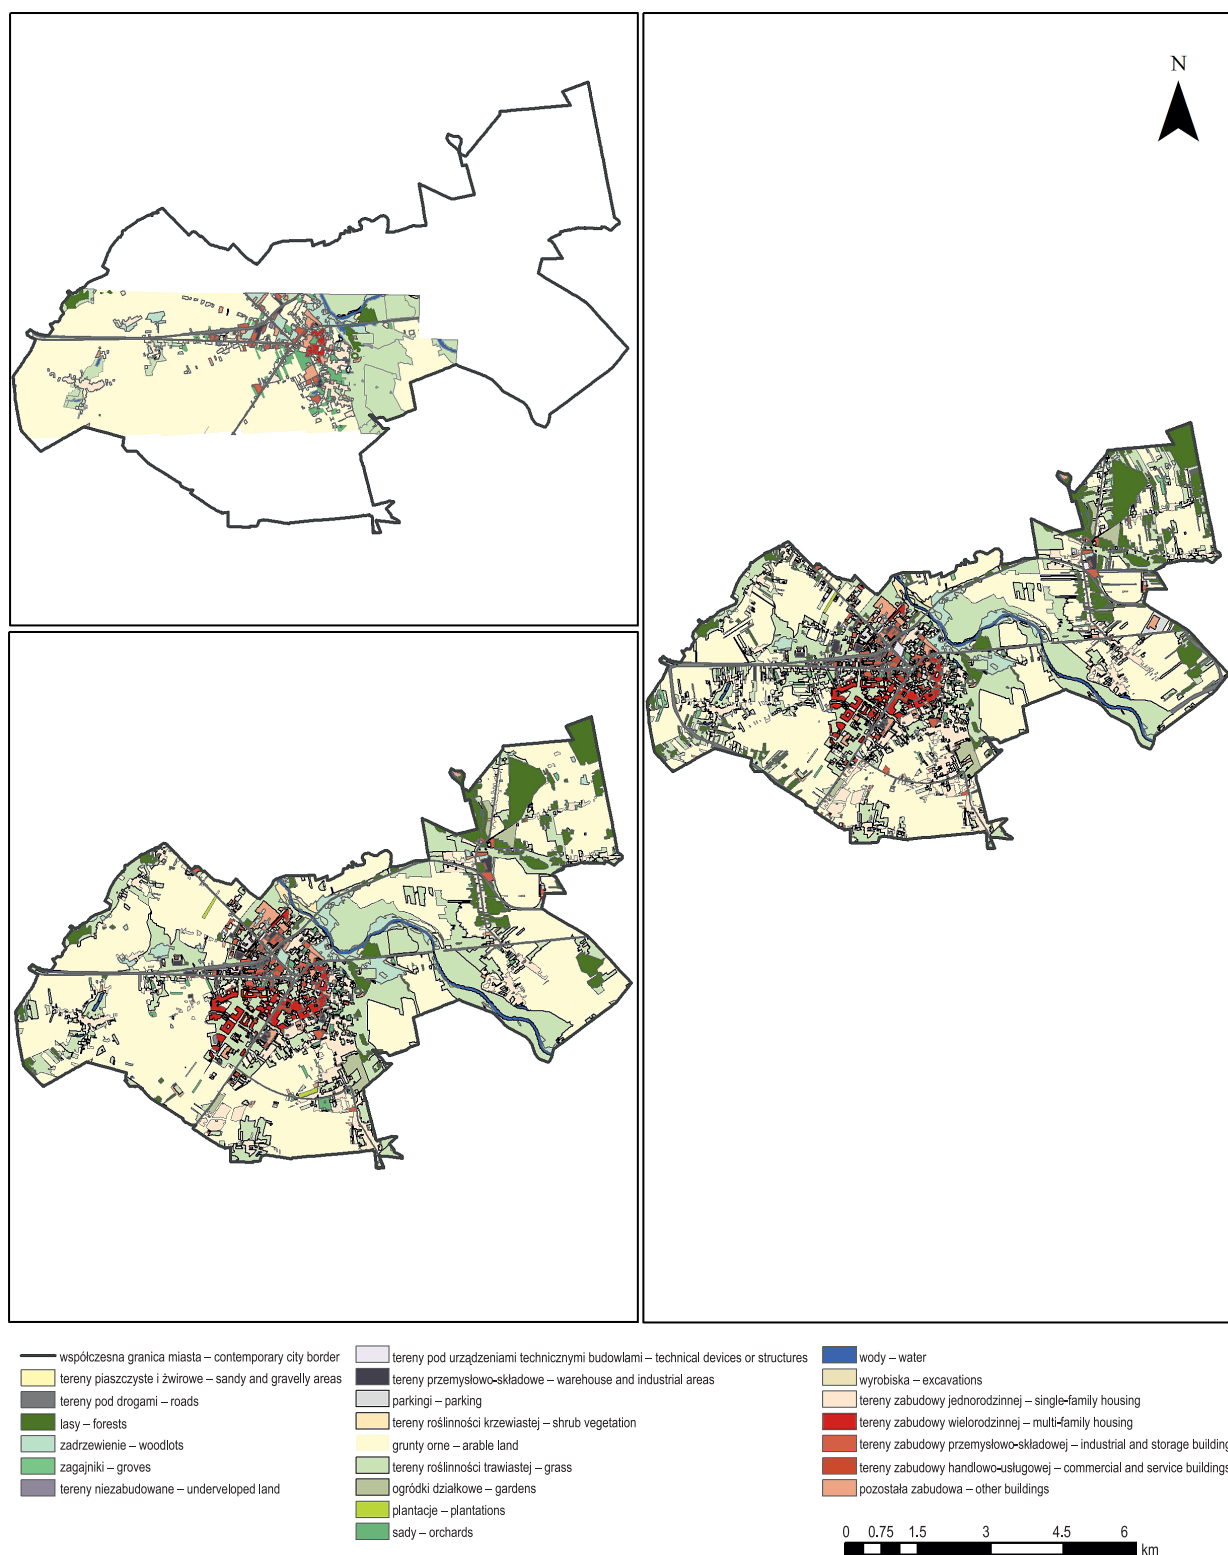 N
współczesna granica miasta – contemporary city border
tereny piaszczyste i żwirowe – sandy and gravelly areas
tereny pod drogami – roads
lasy – forests
zadrzewienie – woodlots
zagajniki – groves
tereny niezabudowane – underveloped land
tereny pod urządzeniami technicznymi budowlami – technical devices or structures
tereny przemysłowo-składowe – warehouse and industrial areas
parkingi – parking
tereny roślinności krzewiastej – shrub vegetation
grunty orne – arable land
tereny roślinności trawiastej – grass
ogródki działkowe – gardens
plantacje – plantations
sady – orchards
wody – water
wyrobiska – excavations
tereny zabudowy jednorodzinnej – single-family housing
tereny zabudowy wielorodzinnej – multi-family housing
tereny zabudowy przemysłowo-składowej – industrial and storage building
tereny zabudowy handlowo-usługowej – commercial and service buildings
pozostała zabudowa – other buildings
0 0.75 1.5 3 4.5 6
km